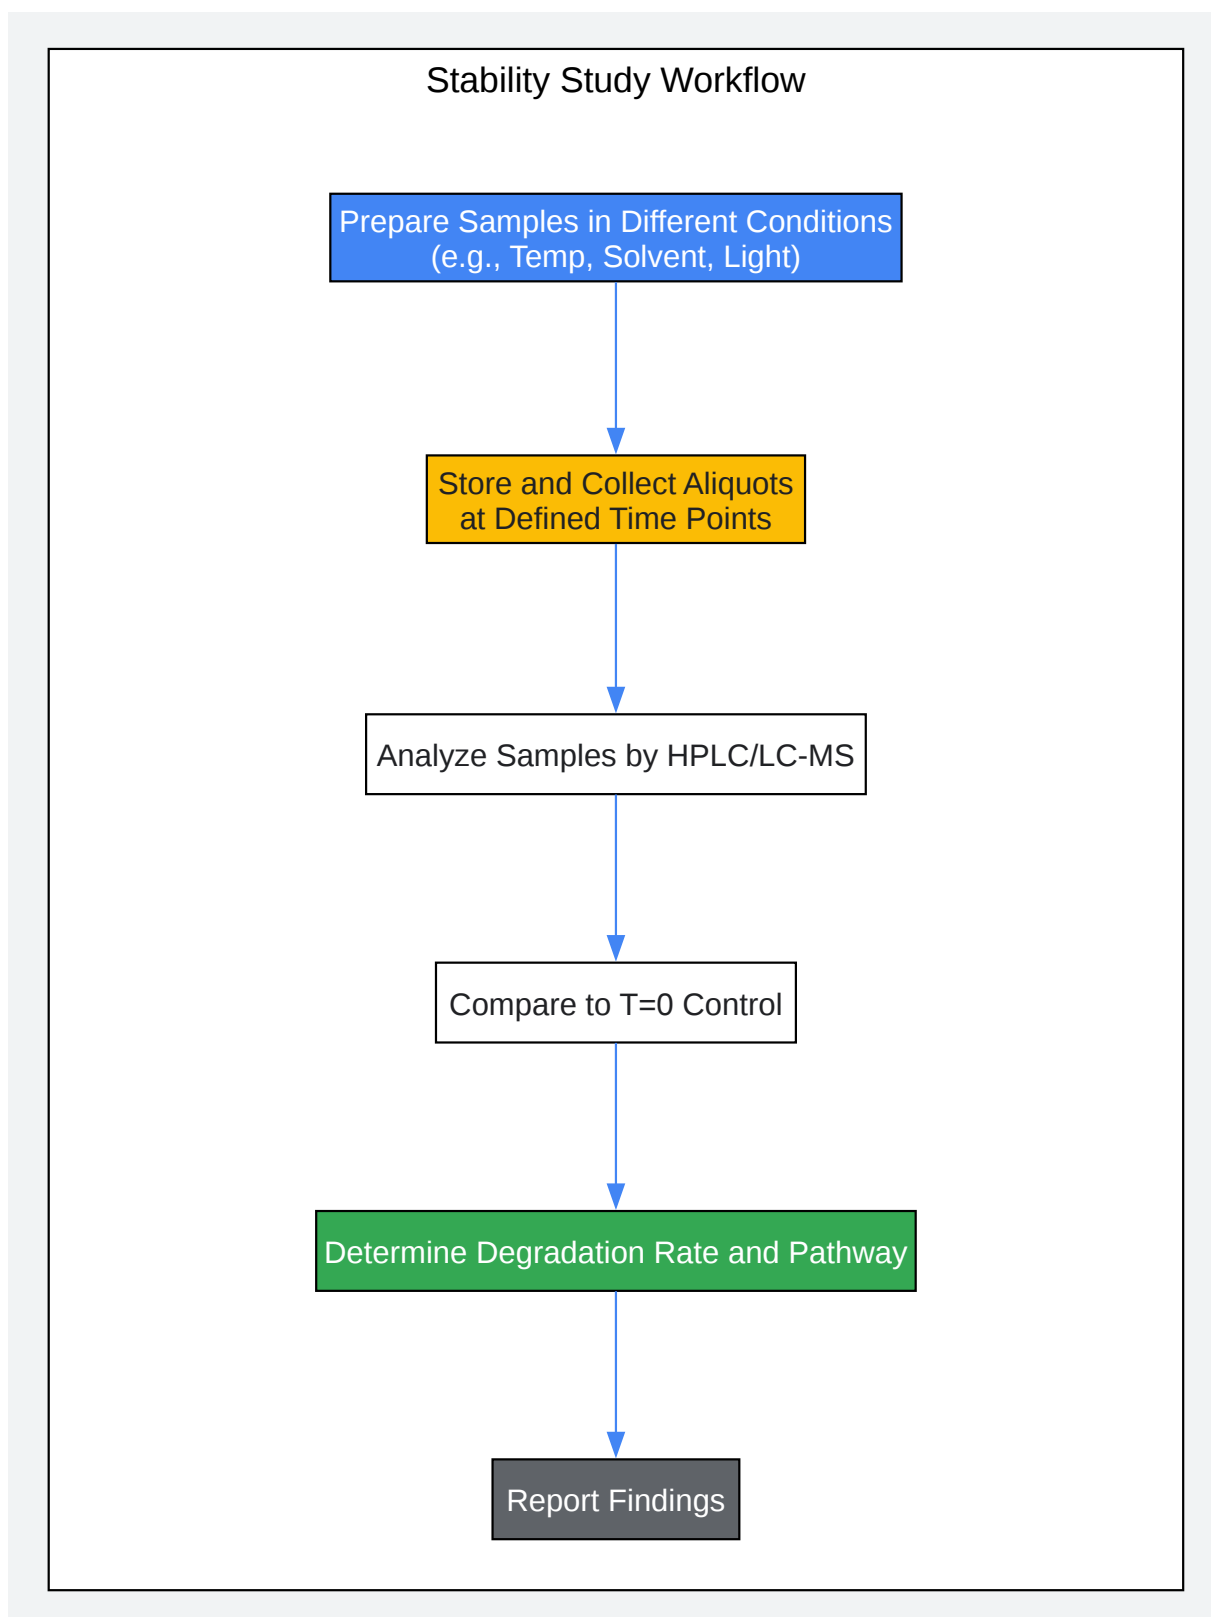 Stability Study Workflow
Prepare Samples in Different Conditions
(e.g., Temp, Solvent, Light)
Store and Collect Aliquots
at Defined Time Points
Analyze Samples by HPLC/LC-MS
Compare to T=0 Control
Determine Degradation Rate and Pathway
Report Findings